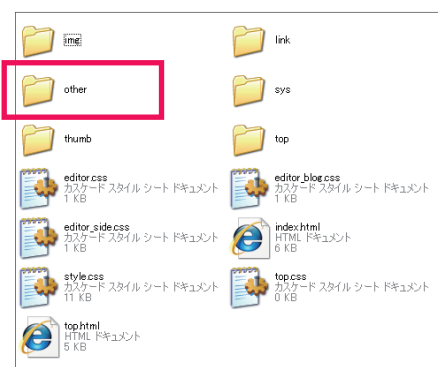 img
link
other
sys
thumb
top
editor.css
カスケード スタイル シート ドキュメント
1 KB
editor_blog.css
カスケード スタイル シート ドキュメント
1 KB
editor_side.css
カスケード スタイル シート ドキュメント
1 KB
index.html
HTML ドキュメント
6 KB
style.css
カスケード スタイル シート ドキュメント
11 KB
top.css
カスケード スタイル シート ドキュメント
0 KB
top.html
HTML ドキュメント
5 KB